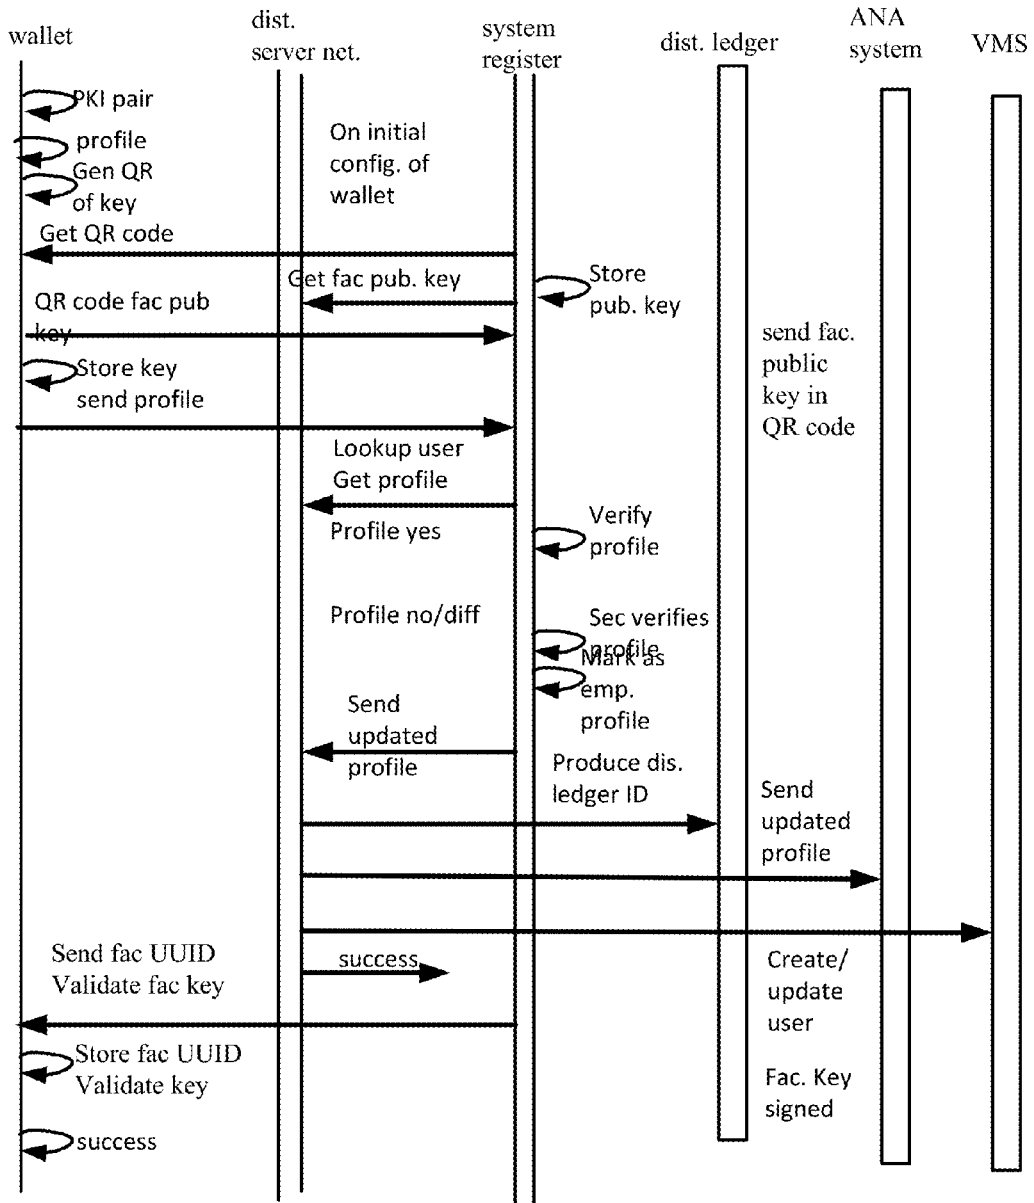 wallet
dist.
server net.
system
register
dist. ledger
ANA
system
VMS
PKI pair
profile
Gen QR
of key
On initial
config. of
wallet
Get QR code
Store
pub. key
Get fac pub. key
QR code fac pub
key
send fac.
public
key in
QR code
Store key
send profile
Lookup user
Get profile
Profile yes
Verify
profile
Profile no/diff
Sec verifies
profile
Mark as
emp.
profile
Send
updated
profile
Produce dis.
ledger ID
Send
updated
profile
Send fac UUID
Validate fac key
success
Create/
update
user
Store fac UUID
Validate key
Fac. Key
signed
success